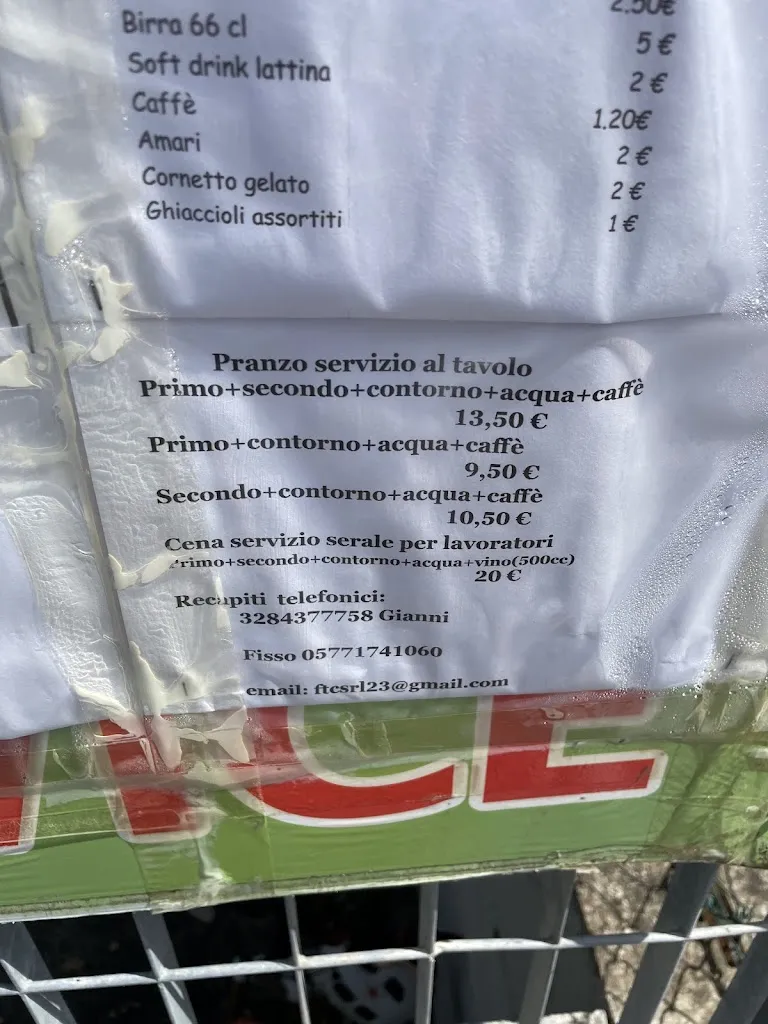 2.50€
Birra 66 cl 5 €
Soft drink lattina 2 €
Caffè 1.20€
Amari 2 €
Cornetto gelato 2 €
Ghiaccioli assortiti 1 €
Pranzo servizio al tavolo
Primo+secondo+contorno+acqua+caffè
13,50 €
Primo+contorno+acqua+caffè
9,50 €
Secondo+contorno+acqua+caffè
10,50 €
Cena servizio serale per lavoratori
Primo+secondo+contorno+acqua+vino(500cc)
20 €
Recapiti telefonici:
3284377758 Gianni
Fisso 05771741060
email: ftcsrl23@gmail.com